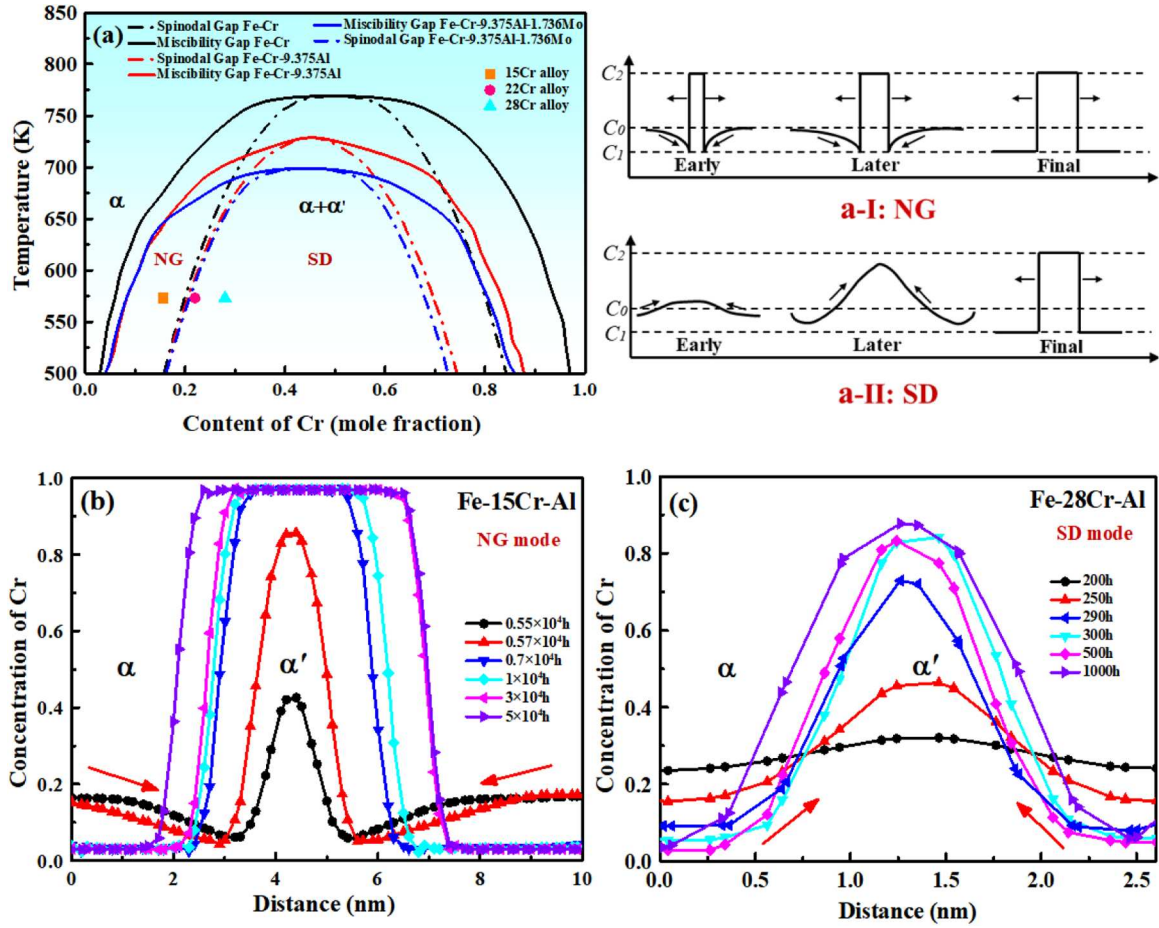 (a)
Spinodal Gap Fe-Cr
Miscibility Gap Fe-Cr-9.375Al-1.736Mo
Miscibility Gap Fe-Cr
Spinodal Gap Fe-Cr-9.375Al-1.736Mo
Spinodal Gap Fe-Cr-9.375Al
Miscibility Gap Fe-Cr-9.375Al
15Cr alloy
22Cr alloy
28Cr alloy
α
α+α'
NG
SD
800
750
700
650
600
550
500
Temperature (K)
0.0 0.2 0.4 0.6 0.8 1.0
Content of Cr (mole fraction)
C2
C0
C1
Early Later Final
a-I: NG
C2
C0
C1
Early Later Final
a-II: SD
(b)
Fe-15Cr-Al
NG mode
0.55×10⁴h
0.57×10⁴h
0.7×10⁴h
1×10⁴h
3×10⁴h
5×10⁴h
α
α′
1.0
0.8
0.6
0.4
0.2
0.0
Concentration of Cr
0 2 4 6 8 10
Distance (nm)
Fe-28Cr-Al
(c)
SD mode
200h
250h
290h
300h
500h
1000h
α
α′
1.0
0.8
0.6
0.4
0.2
0.0
Concentration of Cr
0.0 0.5 1.0 1.5 2.0 2.5
Distance (nm)